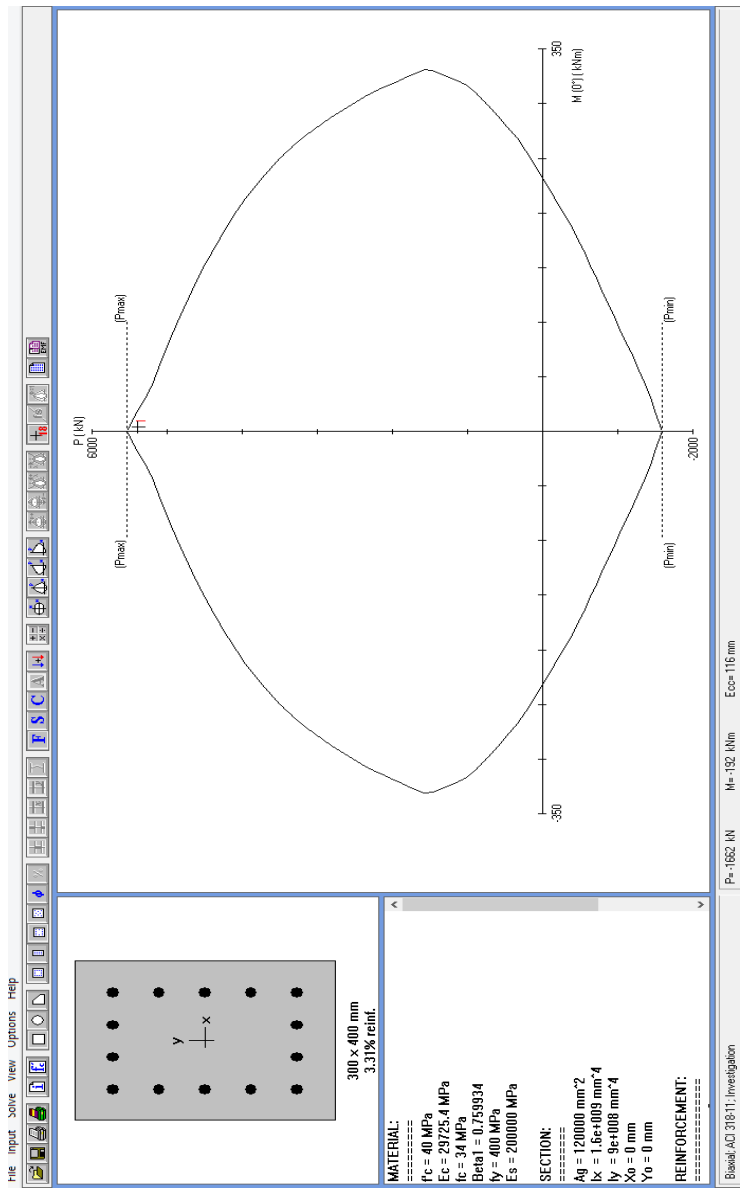 File Input Solve View Options Help
F S C A
300 x 400 mm
3.31% reinf.
MATERIAL:
========
f'c = 40 MPa
Ec = 29725.4 MPa
fc = 34 MPa
Beta1 = 0.759934
fy = 400 MPa
Es = 200000 MPa
SECTION:
=======
Ag = 120000 mm^2
Ix = 1.6e+009 mm^4
Iy = 9e+008 mm^4
Xo = 0 mm
Yo = 0 mm
REINFORCEMENT:
=============
y
x
P ( kN)
6000
(Pmax)
(Pmax)
1
-350
350
M (0°) ( kNm)
(Pmin)
(Pmin)
-2000
Biaxial; ACI 318-11; Investigation
P= -1662 kN
M= -192 kNm
Ecc= 116 mm